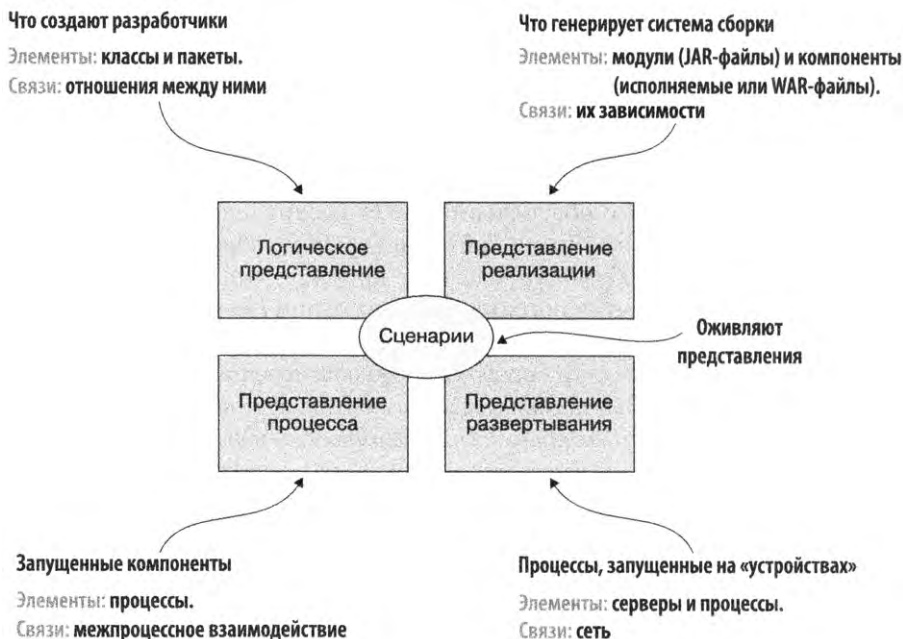 Что создают разработчики
Элементы: классы и пакеты.
Связи: отношения между ними
Что генерирует система сборки
Элементы: модули (JAR-файлы) и компоненты
(исполняемые или WAR-файлы).
Связи: их зависимости
Логическое
представление
Представление
реализации
Сценарии
Оживляют
представления
Представление
процесса
Представление
развертывания
Запущенные компоненты
Элементы: процессы.
Связи: межпроцессное взаимодействие
Процессы, запущенные на «устройствах»
Элементы: серверы и процессы.
Связи: сеть